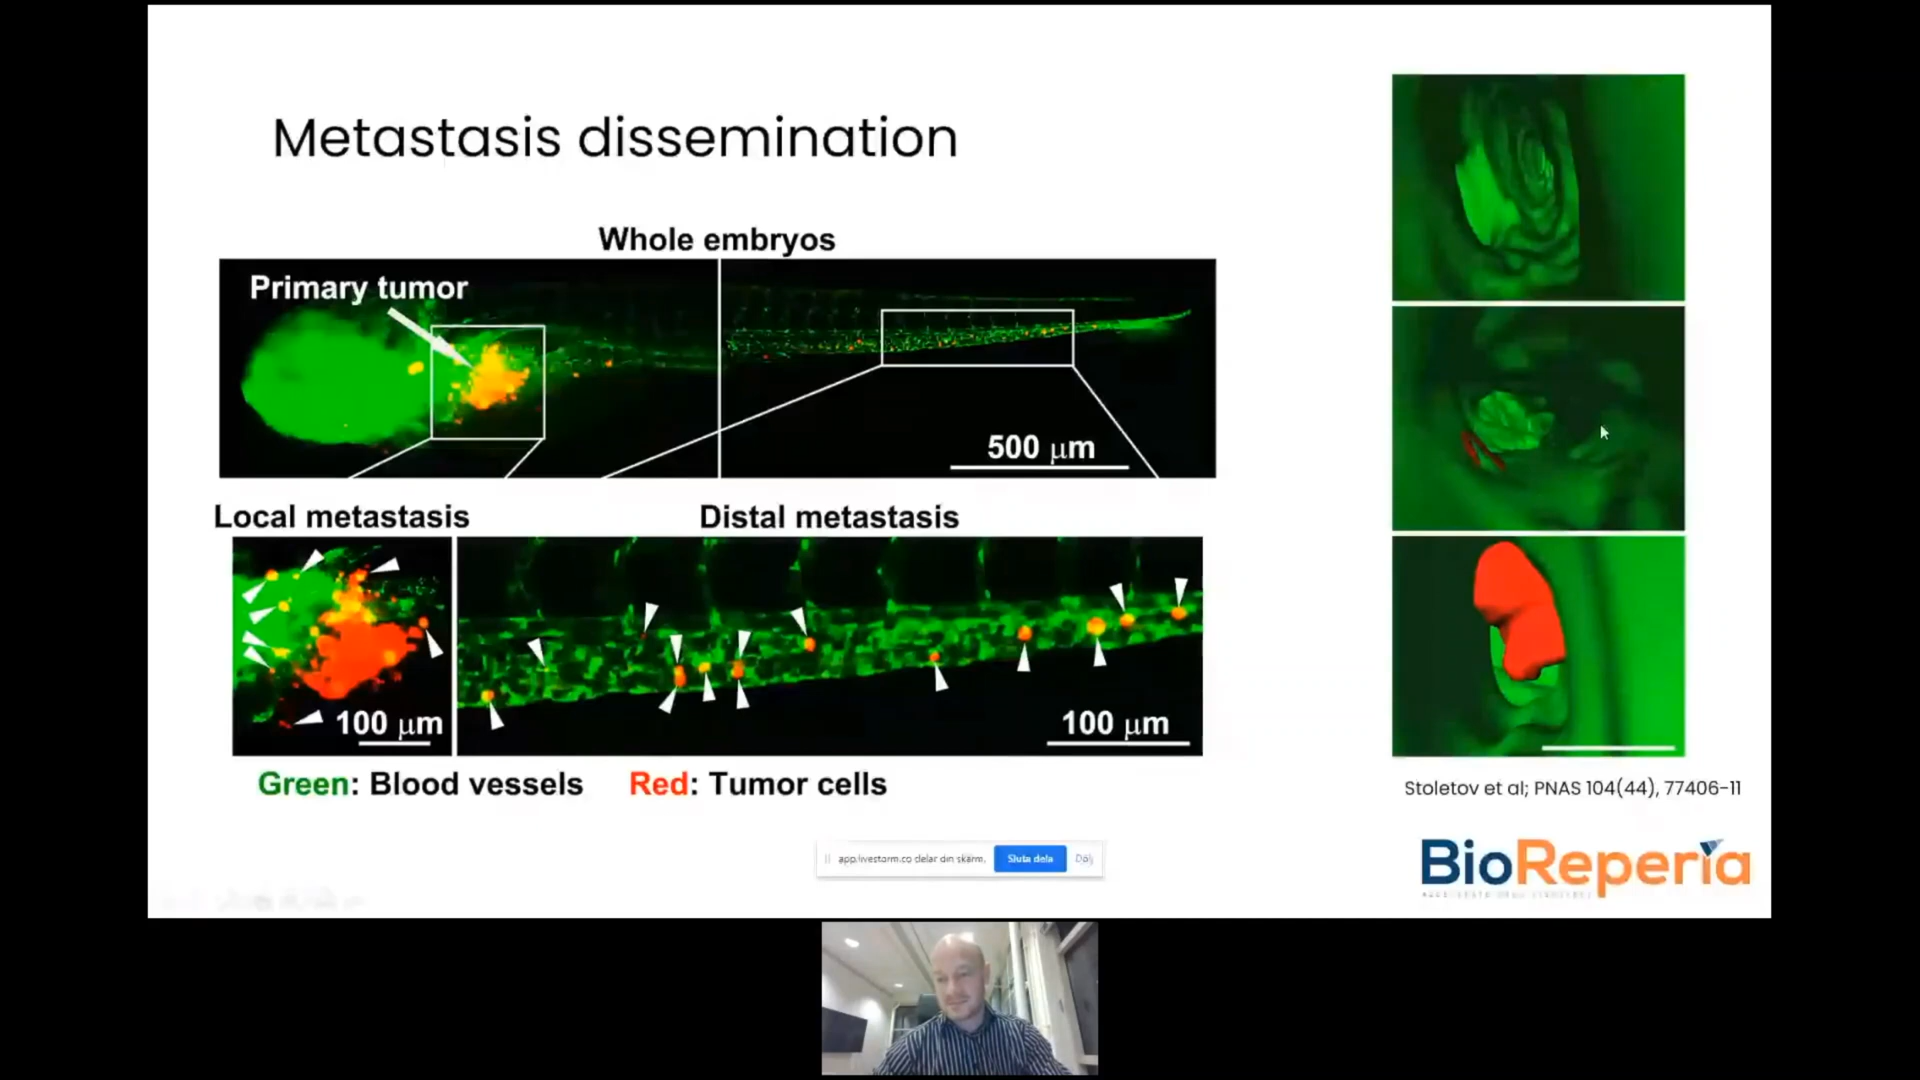 Metastasis dissemination
Whole embryos
Primary tumor
500 μm
Local metastasis
Distal metastasis
100 μm
100 μm
Green: Blood vessels
Red: Tumor cells
Stoletov et al; PNAS 104(44), 77406-11
app.livestorm.co delar din skärm.
Sluta dela
Dölj
BioReperia